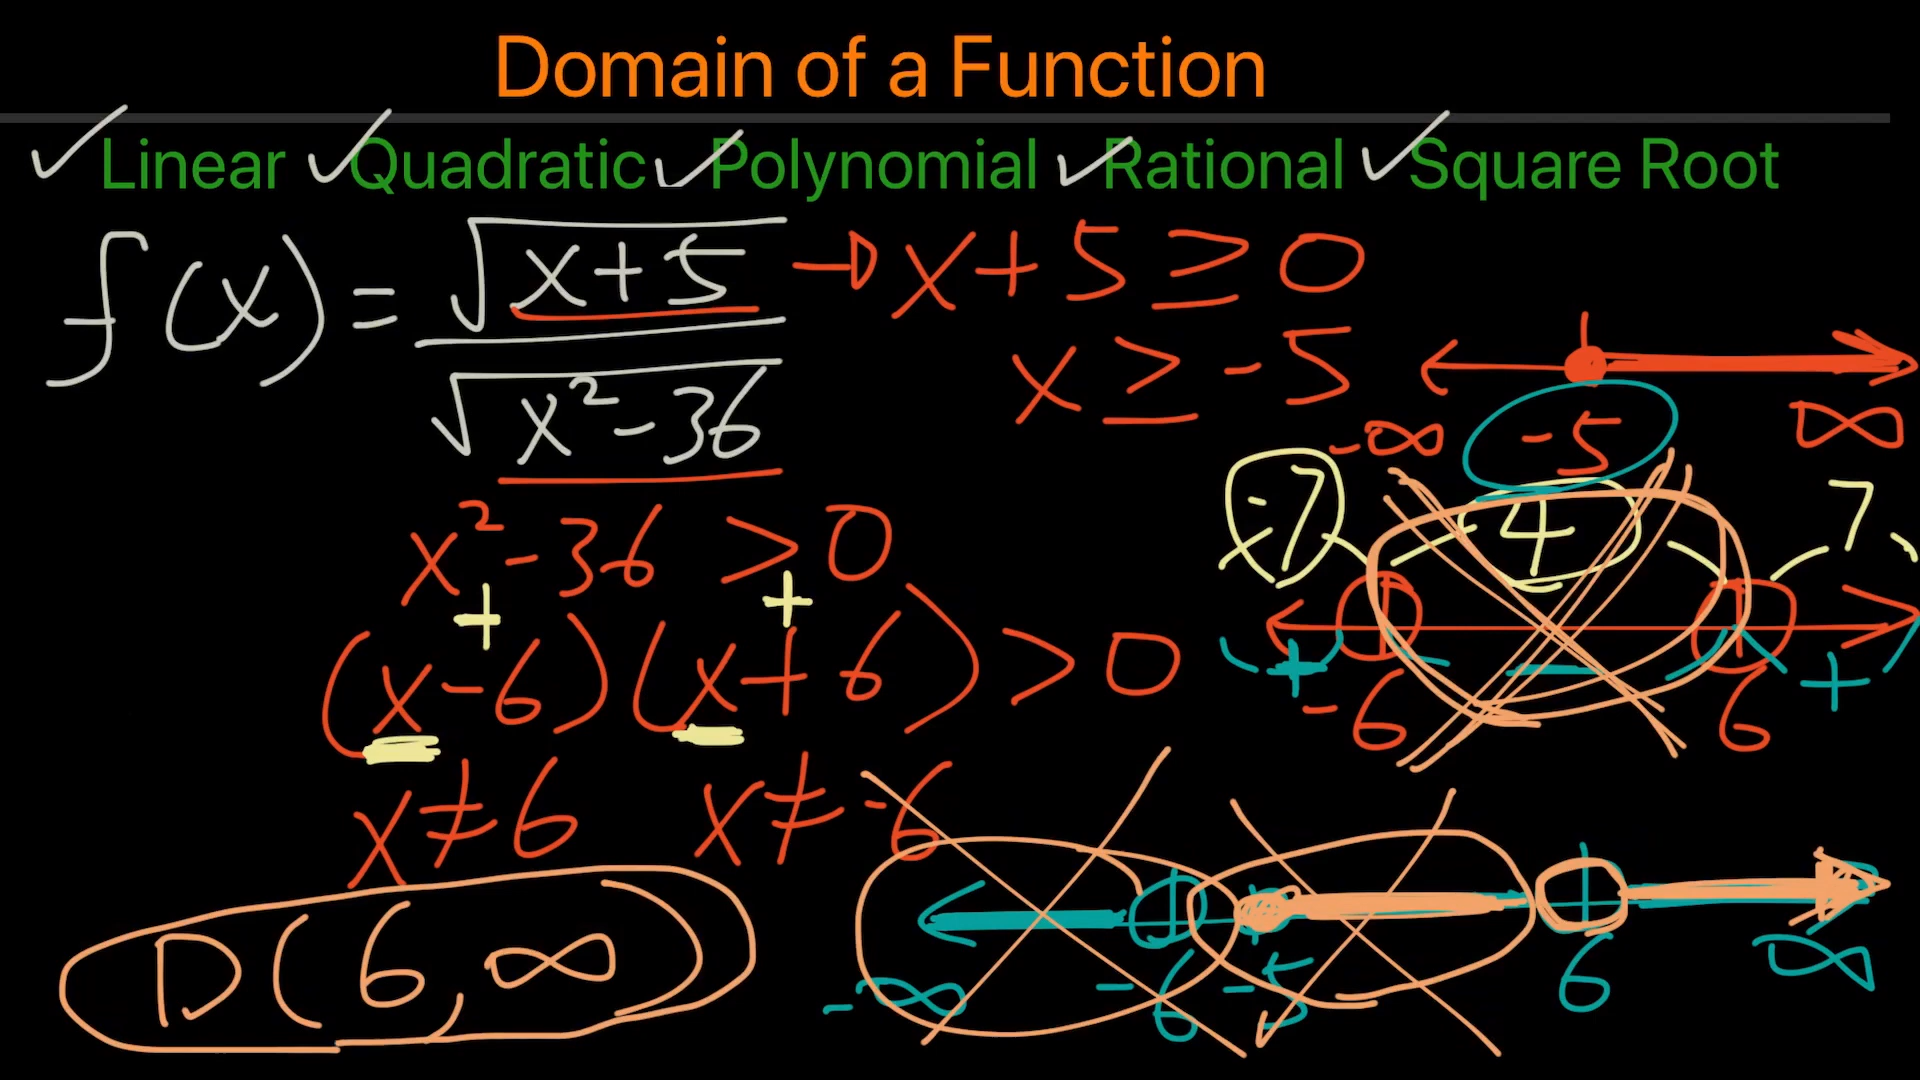 Domain of a Function
Linear Quadratic Polynomial Rational Square Root
f(x) = √(x+5) / √(x²-36) → x+5 ≥ 0
x ≥ -5
-∞ -5 ∞
-7 4 7
x²-36 > 0
+ +
(x-6)(x+6) > 0
+ - +
-6 6
x≠6 x≠-6
-∞ -6 -5 6 ∞
D(6,∞)